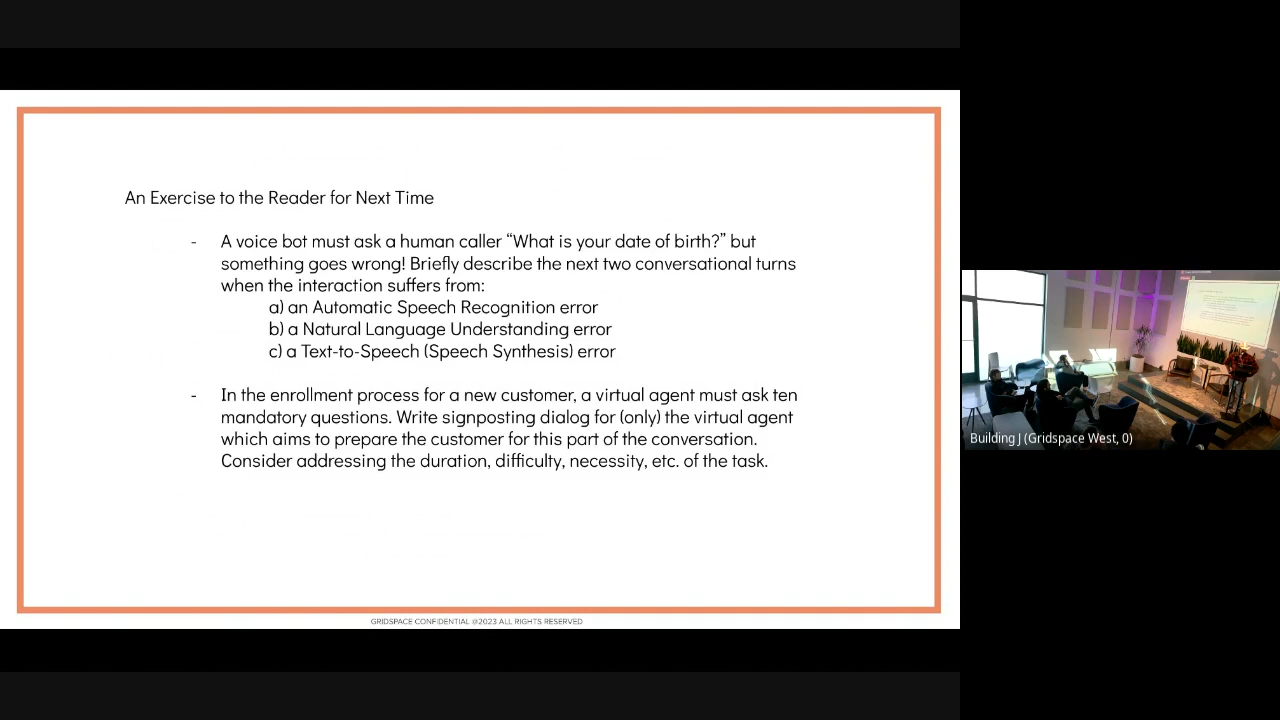 An Exercise to the Reader for Next Time
- A voice bot must ask a human caller “What is your date of birth?” but
something goes wrong! Briefly describe the next two conversational turns
when the interaction suffers from:
a) an Automatic Speech Recognition error
b) a Natural Language Understanding error
c) a Text-to-Speech (Speech Synthesis) error
- In the enrollment process for a new customer, a virtual agent must ask ten
mandatory questions. Write signposting dialog for (only) the virtual agent
which aims to prepare the customer for this part of the conversation.
Consider addressing the duration, difficulty, necessity, etc. of the task.
GRIDSPACE CONFIDENTIAL @2023 ALL RIGHTS RESERVED
Building J (Gridspace West, 0)